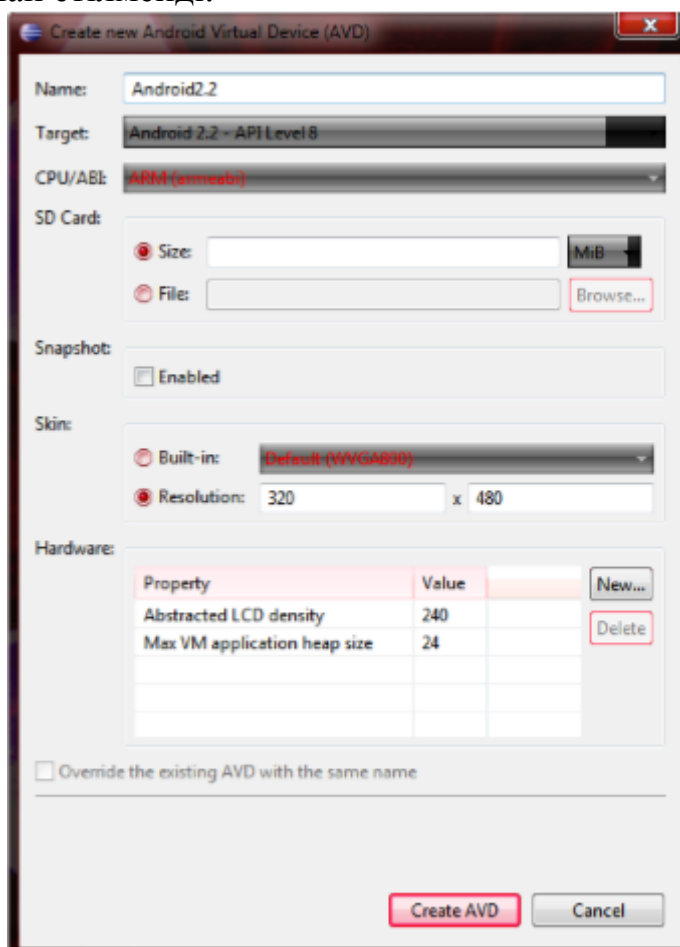 Create new Android Virtual Device (AVD)
Name: Android2.2
Target: Android 2.2 - API Level 8
CPU/ABI: ARM (armeabi)
SD Card:
Size: MiB
File: Browse...
Snapshot:
Enabled
Skin:
Built-in: Default (WVGA800)
Resolution: 320 x 480
Hardware:
Property Value New...
Abstracted LCD density 240 Delete
Max VM application heap size 24
Override the existing AVD with the same name
Create AVD Cancel